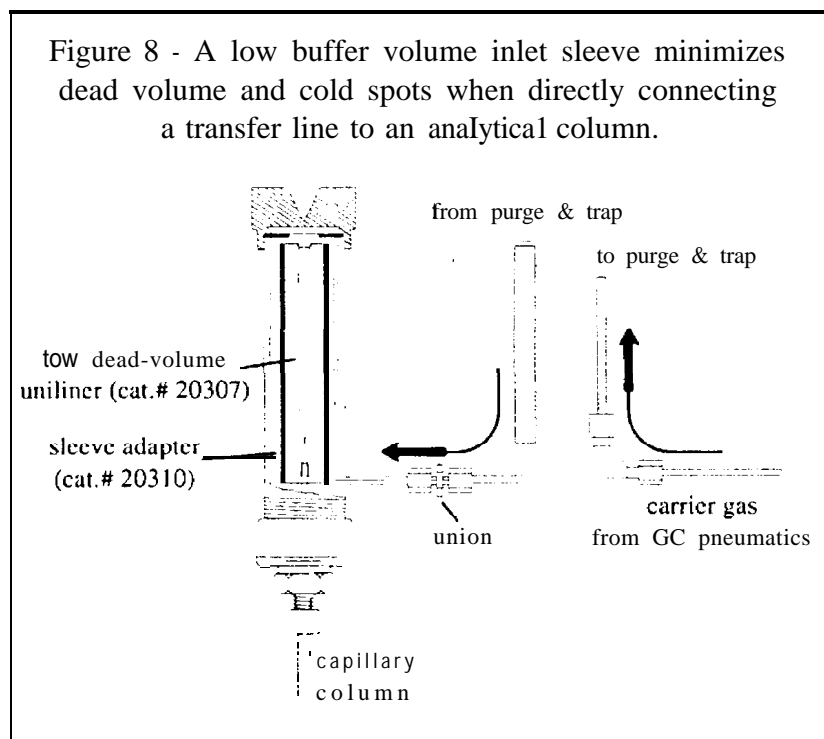 Figure 8 - A low buffer volume inlet sleeve minimizes
dead volume and cold spots when directly connecting
a transfer line to an analytical column.
from purge & trap
to purge & trap
tow dead-volume
uniliner (cat.# 20307)
sleeve adapter
(cat.# 20310)
union
carrier gas
from GC pneumatics
capillary
column